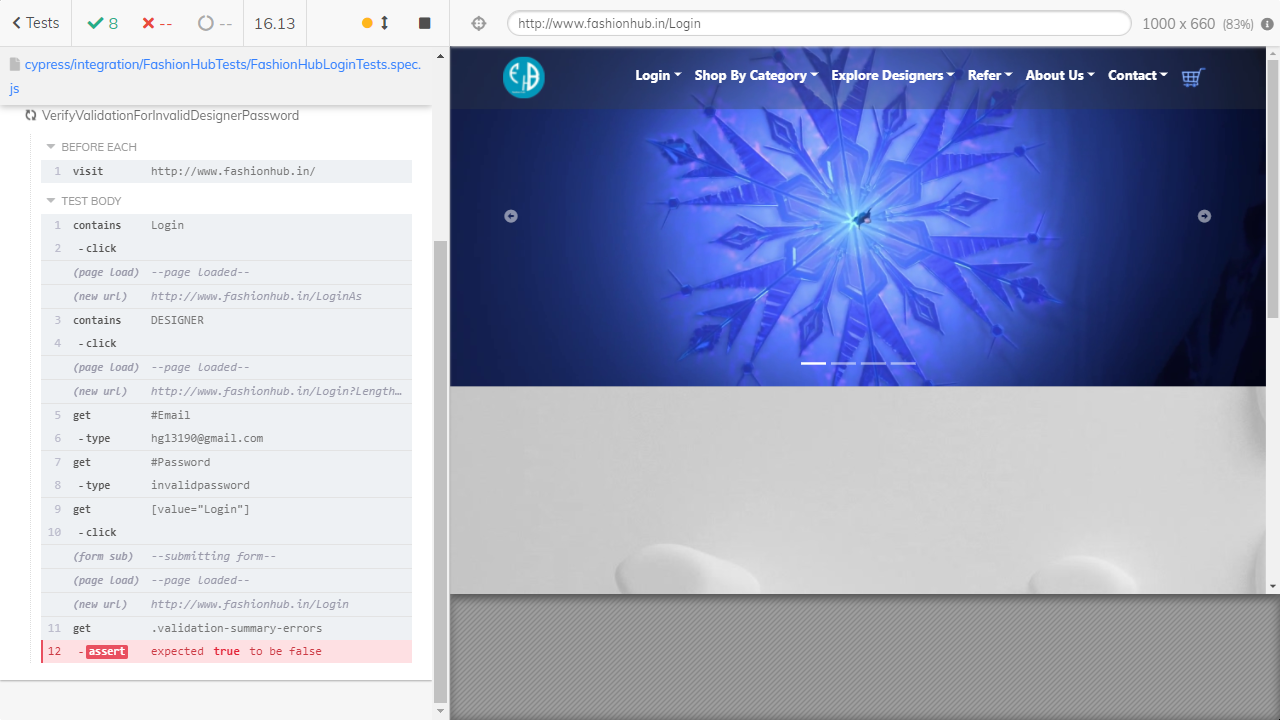 Tests
8
--
--
16.13
http://www.fashionhub.in/Login
1000 x 660 (83%)
cypress/integration/FashionHubTests/FashionHubLoginTests.spec.
js
VerifyValidationForInvalidDesignerPassword
BEFORE EACH
1 visit http://www.fashionhub.in/
TEST BODY
1 contains Login
2 -click
(page load) --page loaded--
(new url) http://www.fashionhub.in/LoginAs
3 contains DESIGNER
4 -click
(page load) --page loaded--
(new url) http://www.fashionhub.in/Login?Length…
5 get #Email
6 -type hg13190@gmail.com
7 get #Password
8 -type invalidpassword
9 get [value="Login"]
10 -click
(form sub) --submitting form--
(page load) --page loaded--
(new url) http://www.fashionhub.in/Login
11 get .validation-summary-errors
12 -assert expected true to be false
Login Shop By Category Explore Designers Refer About Us Contact